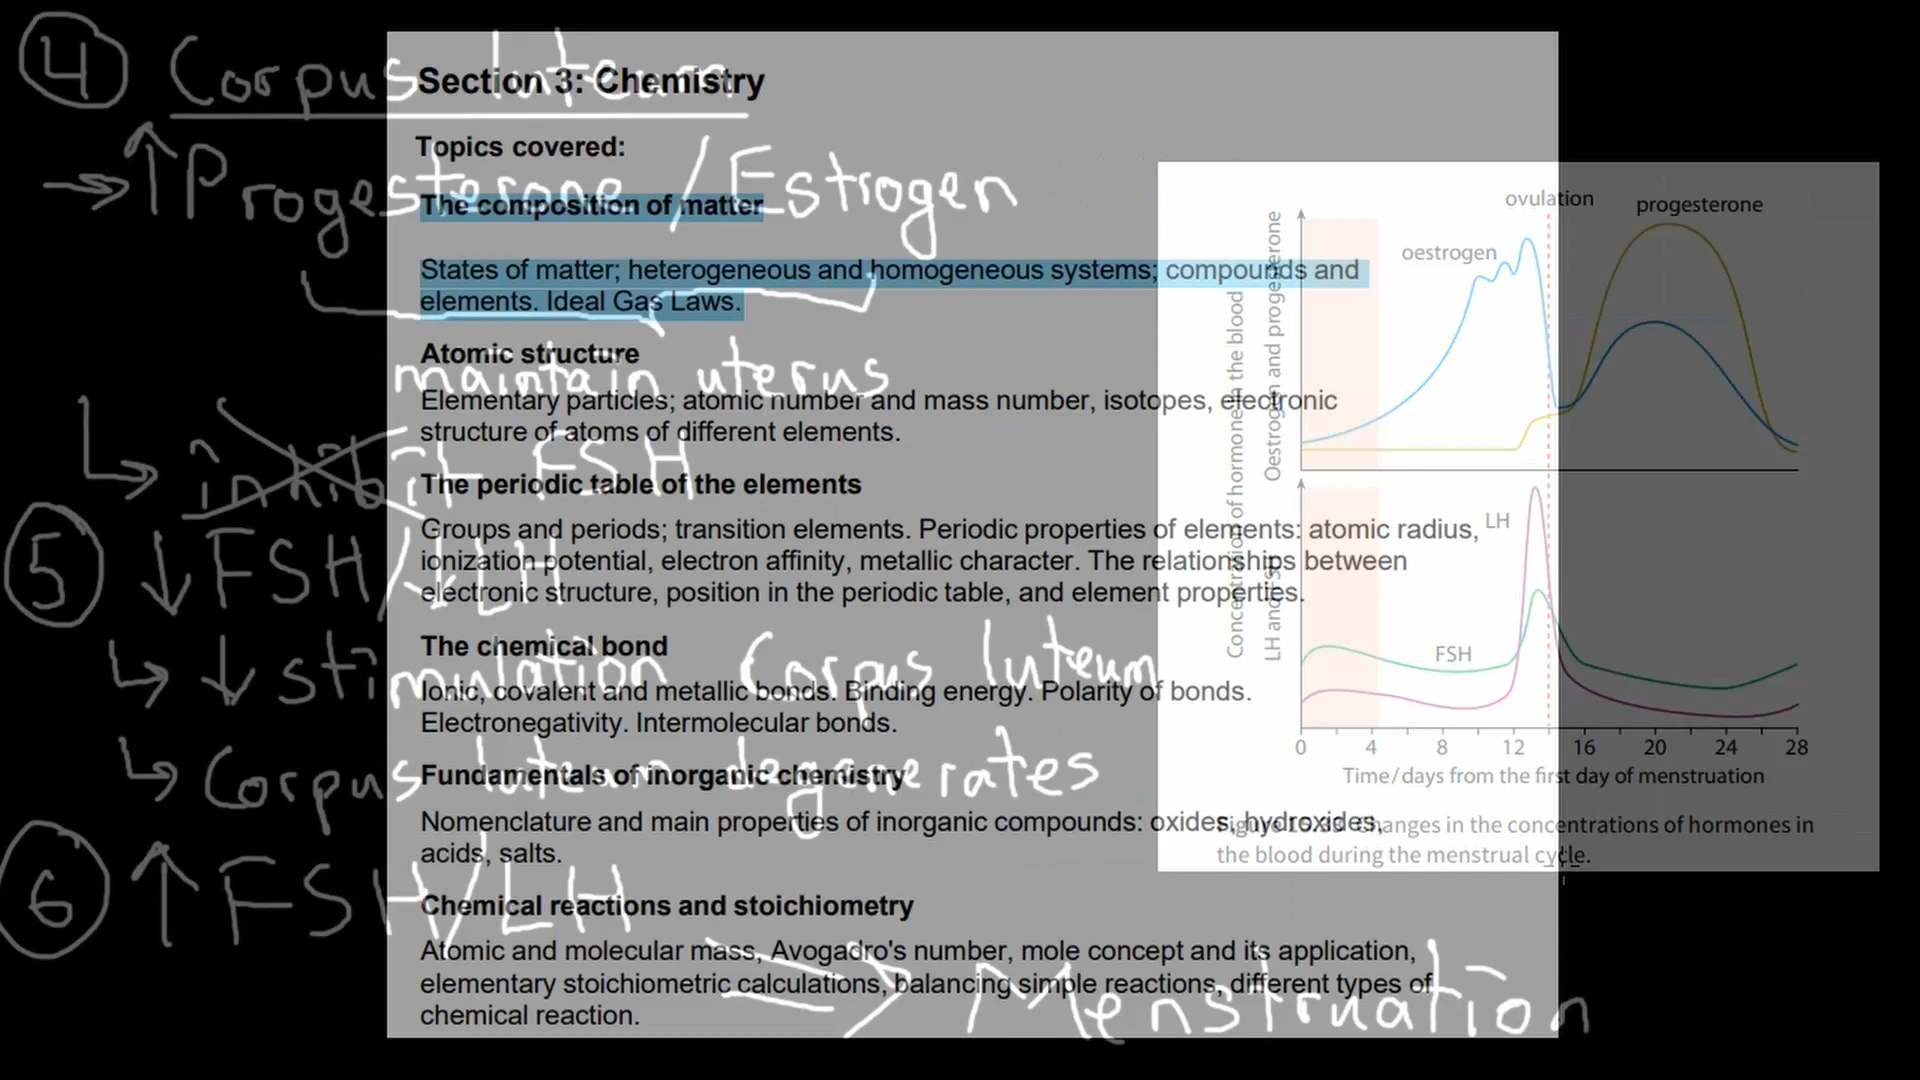 4 Corpus luteum
→ ↑ Progesterone / Estrogen
maintain uterus
↳ inhibit FSH
5 ↓ FSH/↓LH
↳ ↓ stimulation Corpus luteum
↳ Corpus luteum degenerates
6 ↑ FSH/LH
⇒ Menstruation
Section 3: Chemistry
Topics covered:
The composition of matter
States of matter; heterogeneous and homogeneous systems; compounds and
elements. Ideal Gas Laws.
Atomic structure
Elementary particles; atomic number and mass number, isotopes, electronic
structure of atoms of different elements.
The periodic table of the elements
Groups and periods; transition elements. Periodic properties of elements: atomic radius,
ionization potential, electron affinity, metallic character. The relationships between
electronic structure, position in the periodic table, and element properties.
The chemical bond
Ionic, covalent and metallic bonds. Binding energy. Polarity of bonds.
Electronegativity. Intermolecular bonds.
Fundamentals of inorganic chemistry
Nomenclature and main properties of inorganic compounds: oxides, hydroxides,
acids, salts.
Chemical reactions and stoichiometry
Atomic and molecular mass, Avogadro's number, mole concept and its application,
elementary stoichiometric calculations, balancing simple reactions, different types of
chemical reaction.
ovulation
progesterone
oestrogen
Concentration of hormone in the blood
Oestrogen and progesterone
LH and FSH
LH
FSH
0 4 8 12 16 20 24 28
Time/days from the first day of menstruation
Changes in the concentrations of hormones in
the blood during the menstrual cycle.